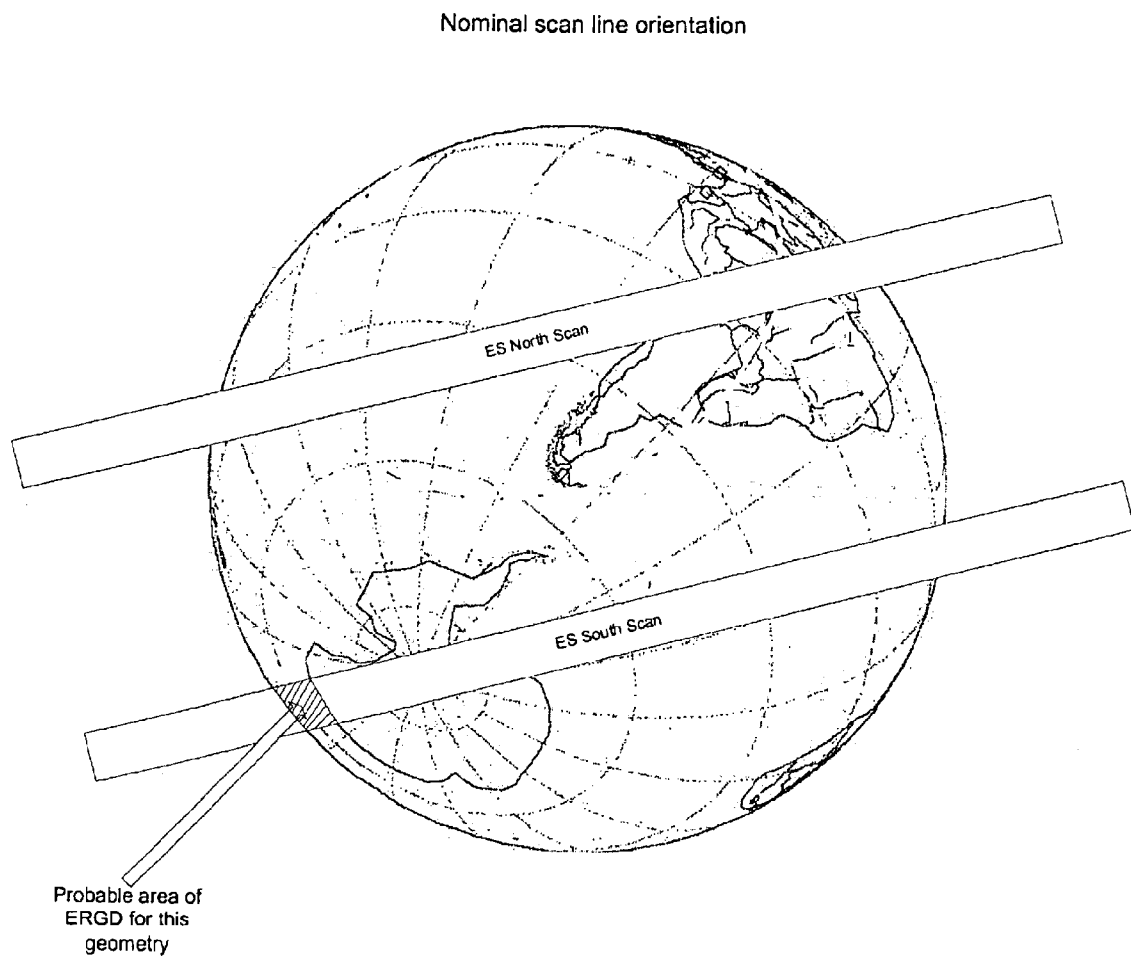 Nominal scan line orientation
ES North Scan
ES South Scan
Probable area of
ERGD for this
geometry